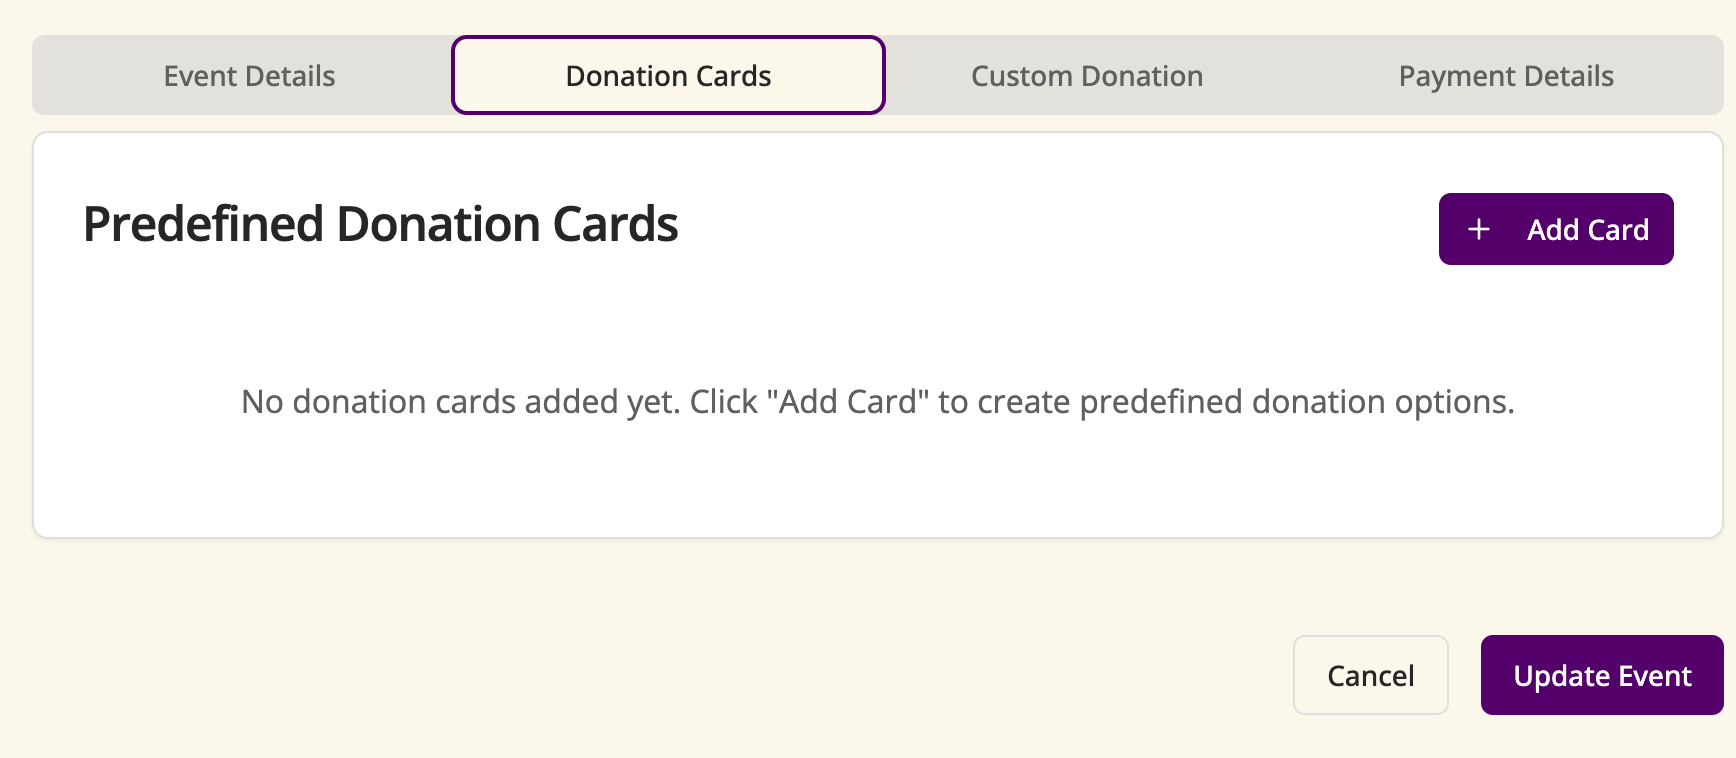 Event Details
Donation Cards
Custom Donation
Payment Details
Predefined Donation Cards
+ Add Card
No donation cards added yet. Click "Add Card" to create predefined donation options.
Cancel
Update Event